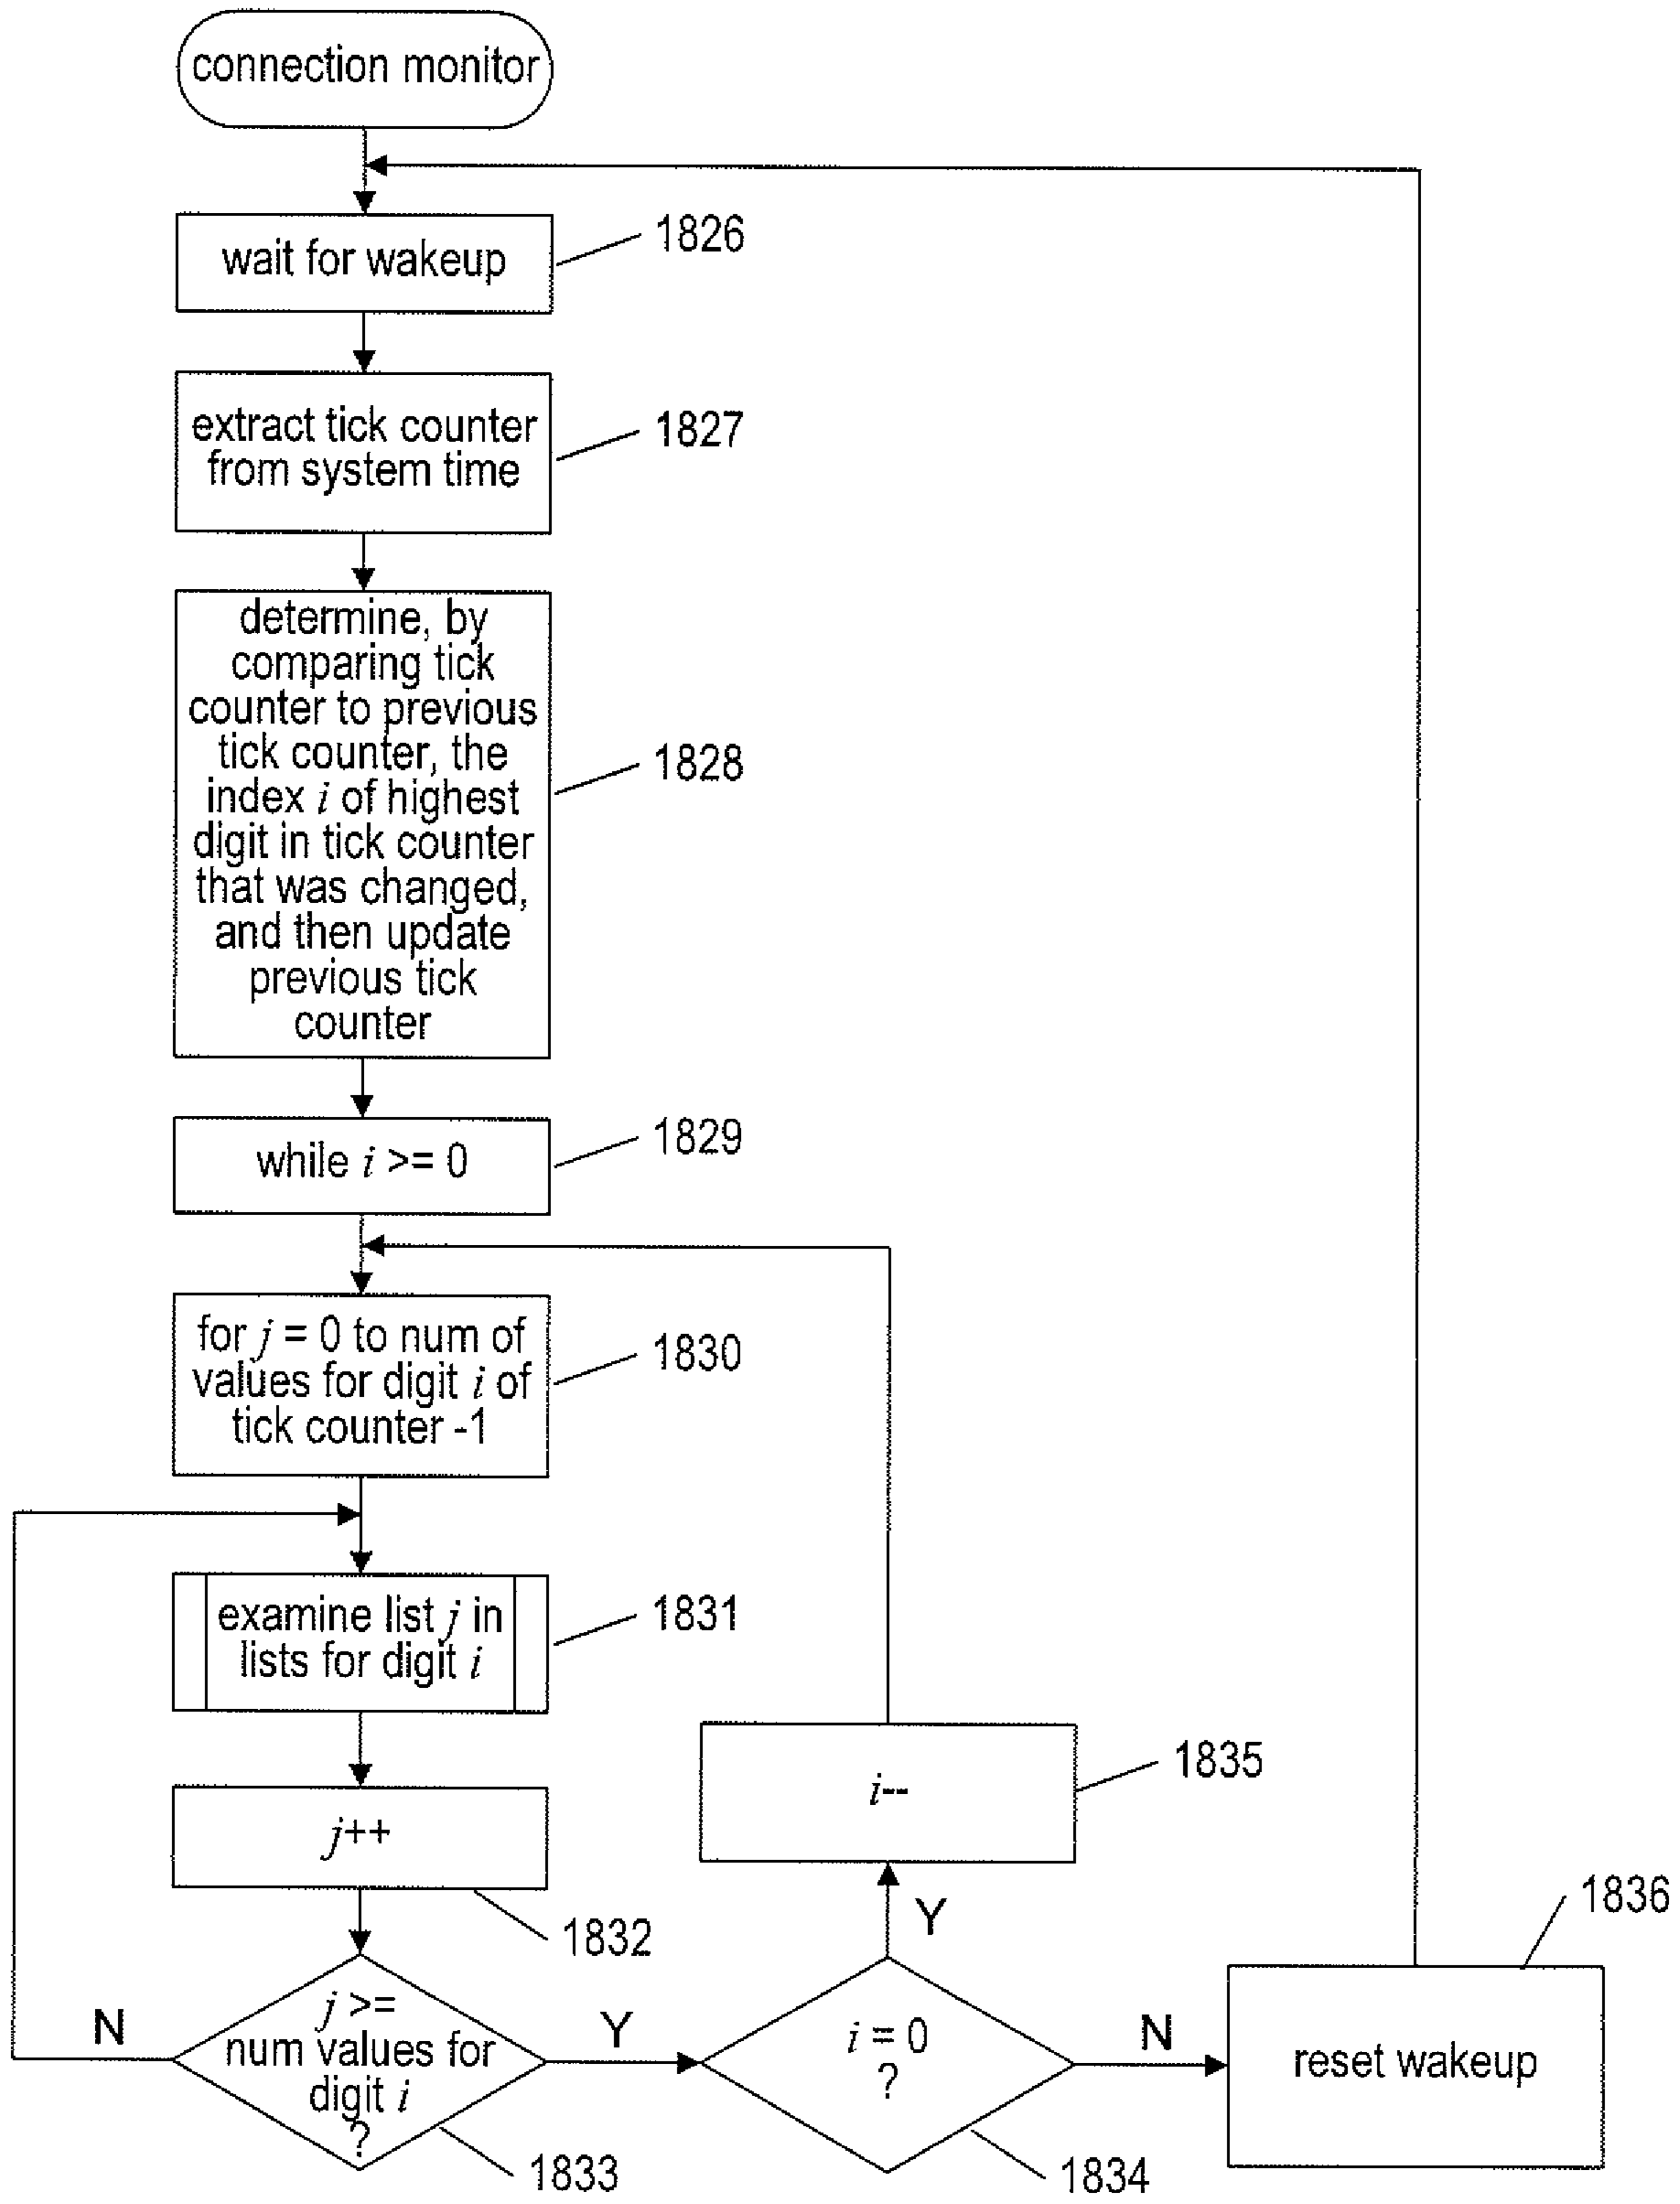 connection monitor
wait for wakeup
1826
extract tick counter
from system time
1827
determine, by
comparing tick
counter to previous
tick counter, the
index i of highest
digit in tick counter
that was changed,
and then update
previous tick
counter
1828
while i >= 0
1829
for j = 0 to num of
values for digit i of
tick counter -1
1830
examine list j in
lists for digit i
1831
j++
1832
i--
1835
j >=
num values for
digit i
?
1833
N
Y
i = 0
?
1834
Y
N
reset wakeup
1836